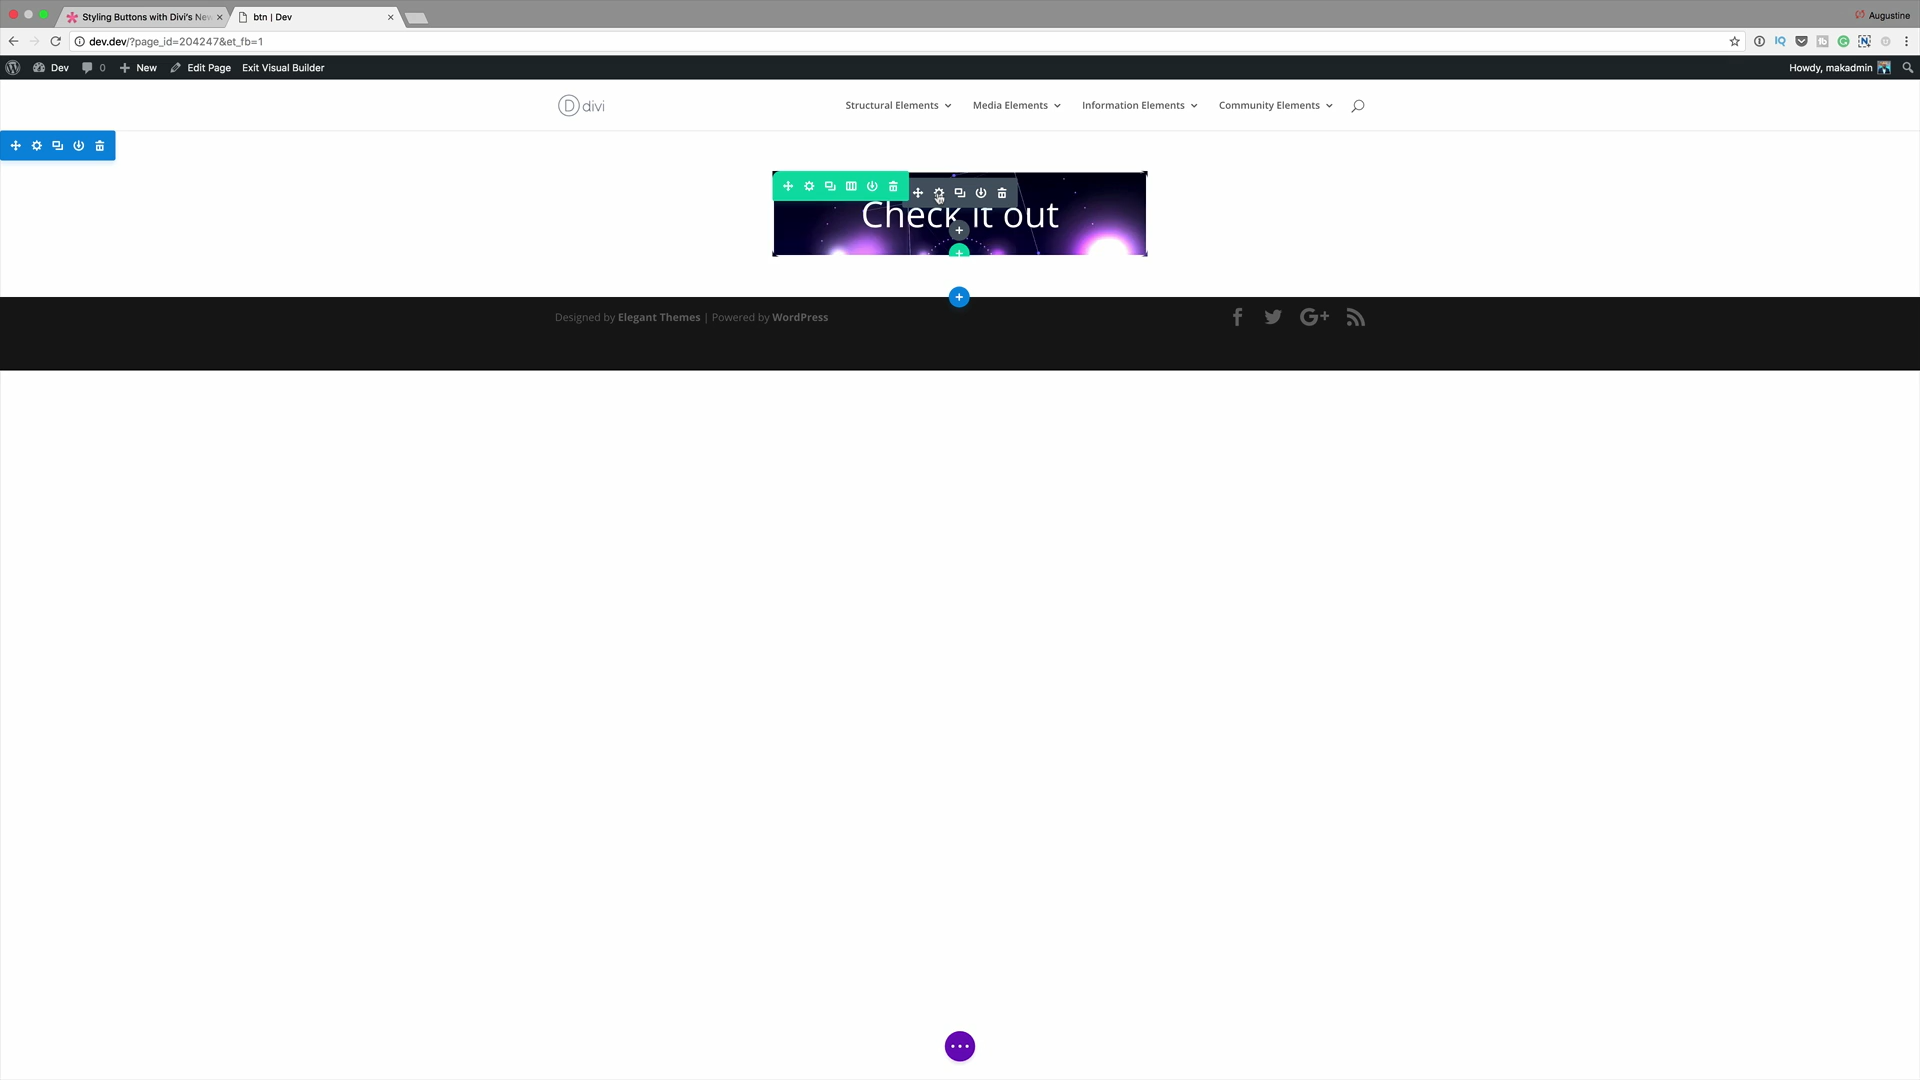 Styling Buttons with Divi's New
btn | Dev
Augustine
dev.dev/?page_id=204247&et_fb=1
Dev 0 New Edit Page Exit Visual Builder
Howdy, makadmin
divi
Structural Elements Media Elements Information Elements Community Elements
Check it out
Designed by Elegant Themes | Powered by WordPress